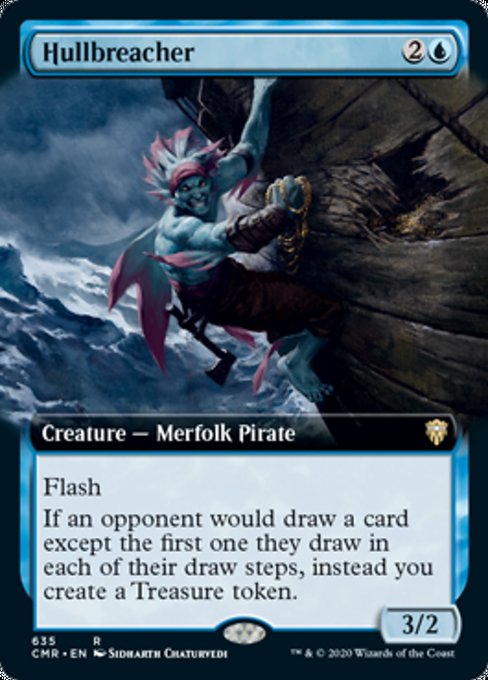 Hullbreacher 2
Creature — Merfolk Pirate
Flash
If an opponent would draw a card
except the first one they draw in
each of their draw steps, instead you
create a Treasure token.
3/2
635 R
CMR • EN SIDHARTH CHATURVEDI ™ & © 2020 Wizards of the Coast